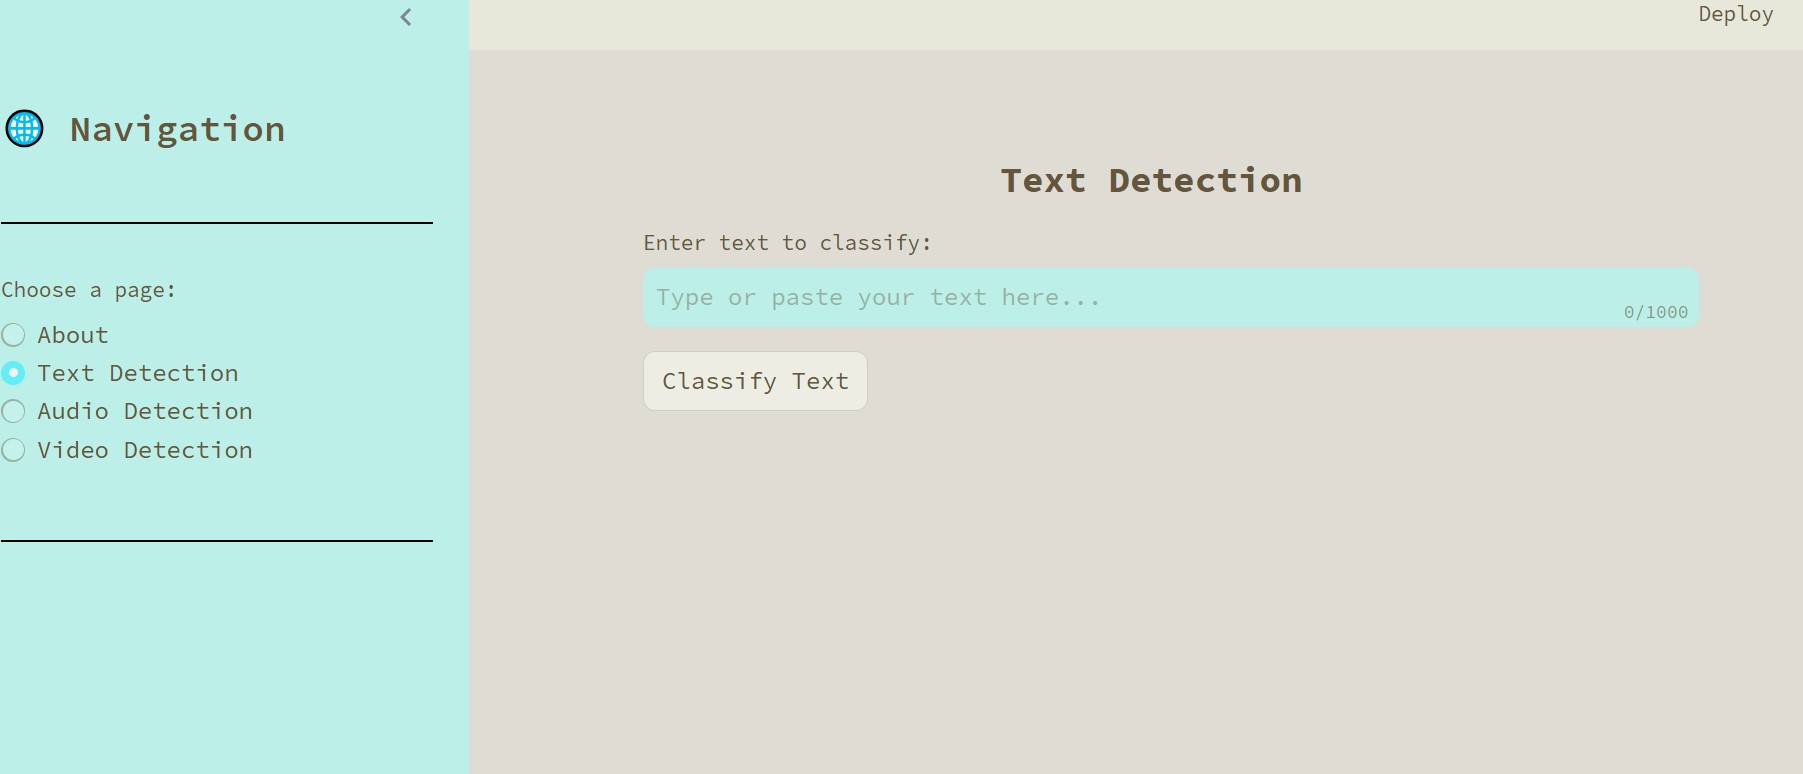 Deploy
🌐 Navigation
Choose a page:
About
Text Detection
Audio Detection
Video Detection
Text Detection
Enter text to classify:
Type or paste your text here...
0/1000
Classify Text